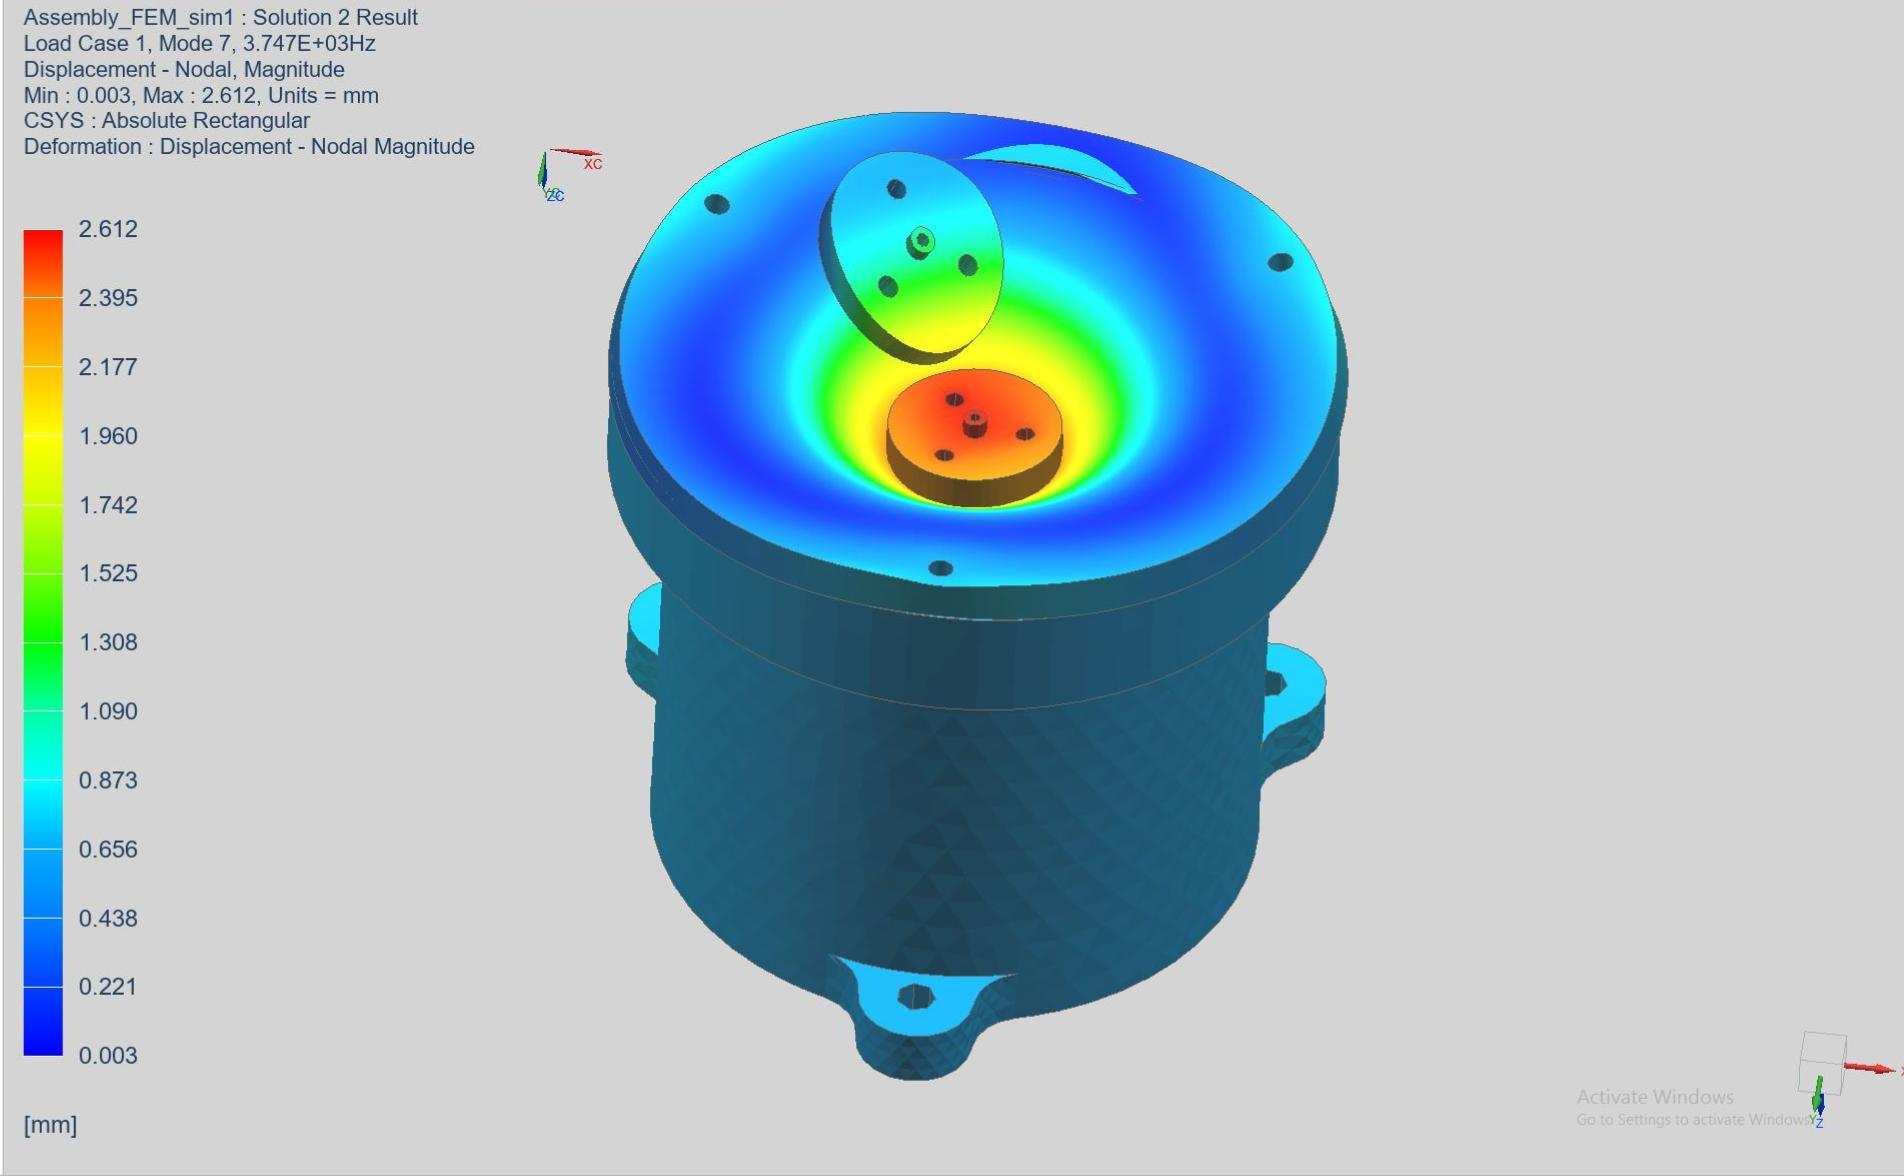 Assembly_FEM_sim1 : Solution 2 Result
Load Case 1, Mode 7, 3.747E+03Hz
Displacement - Nodal, Magnitude
Min : 0.003, Max : 2.612, Units = mm
CSYS : Absolute Rectangular
Deformation : Displacement - Nodal Magnitude
XC
ZC
2.612
2.395
2.177
1.960
1.742
1.525
1.308
1.090
0.873
0.656
0.438
0.221
0.003
[mm]
Activate Windows
Go to Settings to activate Windows.
Y
Z